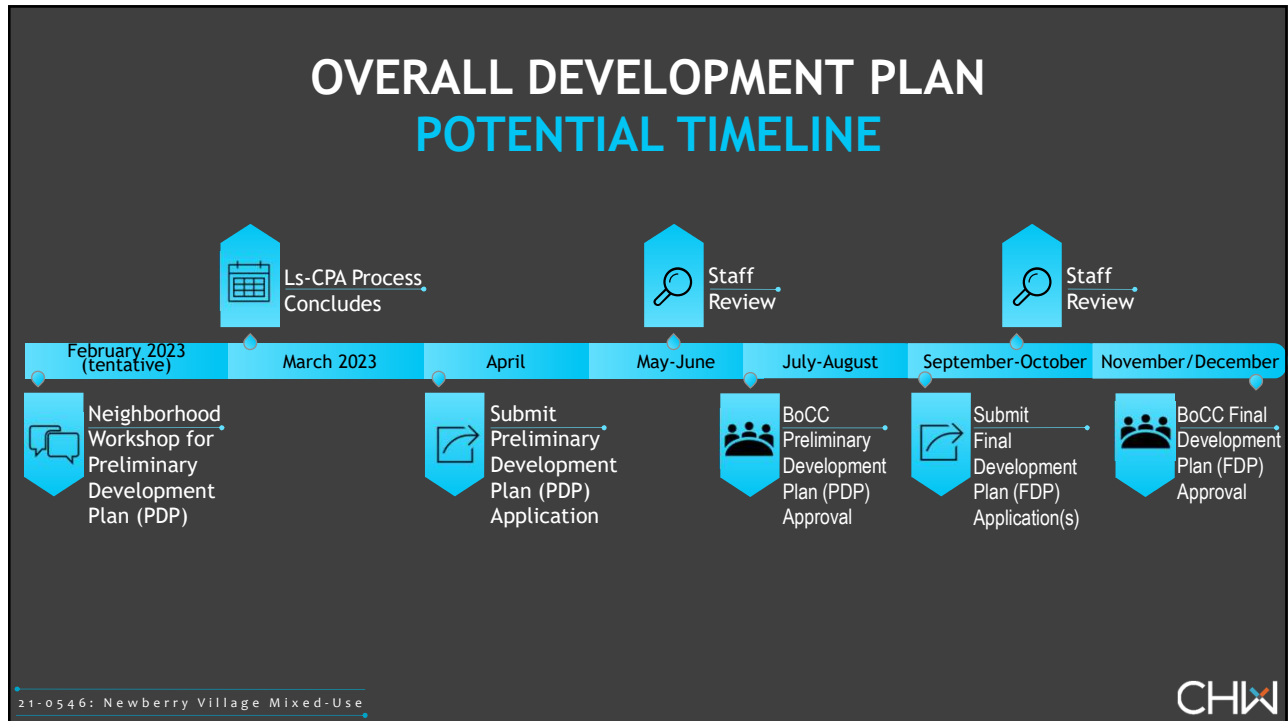 OVERALL DEVELOPMENT PLAN
POTENTIAL TIMELINE
Ls-CPA Process
Concludes
Staff
Review
Staff
Review
February 2023
(tentative)
March 2023
April
May-June
July-August
September-October
November/December
Neighborhood
Workshop for
Preliminary
Development
Plan (PDP)
Submit
Preliminary
Development
Plan (PDP)
Application
BoCC
Preliminary
Development
Plan (PDP)
Approval
Submit
Final
Development
Plan (FDP)
Application(s)
BoCC Final
Development
Plan (FDP)
Approval
21-0546: Newberry Village Mixed-Use
CHW